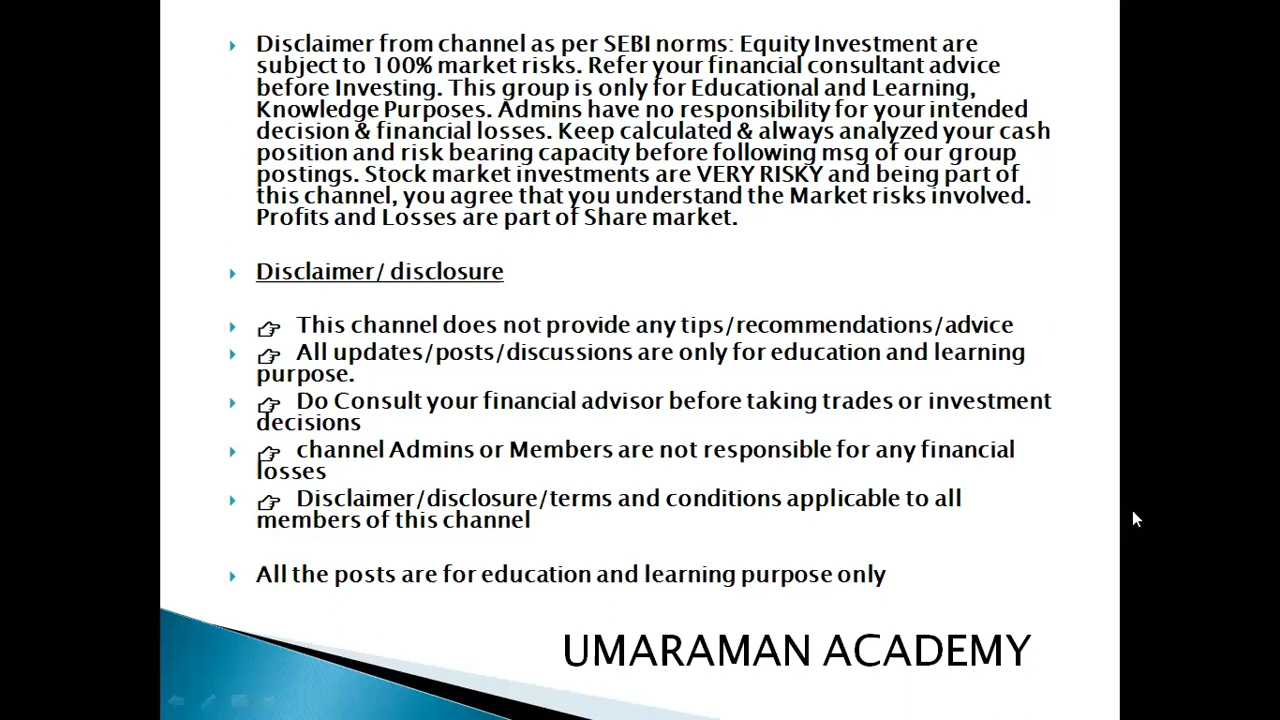 Disclaimer from channel as per SEBI norms: Equity Investment are
subject to 100% market risks. Refer your financial consultant advice
before Investing. This group is only for Educational and Learning,
Knowledge Purposes. Admins have no responsibility for your intended
decision & financial losses. Keep calculated & always analyzed your cash
position and risk bearing capacity before following msg of our group
postings. Stock market investments are VERY RISKY and being part of
this channel, you agree that you understand the Market risks involved.
Profits and Losses are part of Share market.
Disclaimer/ disclosure
👉 This channel does not provide any tips/recommendations/advice
👉 All updates/posts/discussions are only for education and learning
purpose.
👉 Do Consult your financial advisor before taking trades or investment
decisions
👉 channel Admins or Members are not responsible for any financial
losses
👉 Disclaimer/disclosure/terms and conditions applicable to all
members of this channel
All the posts are for education and learning purpose only
UMARAMAN ACADEMY